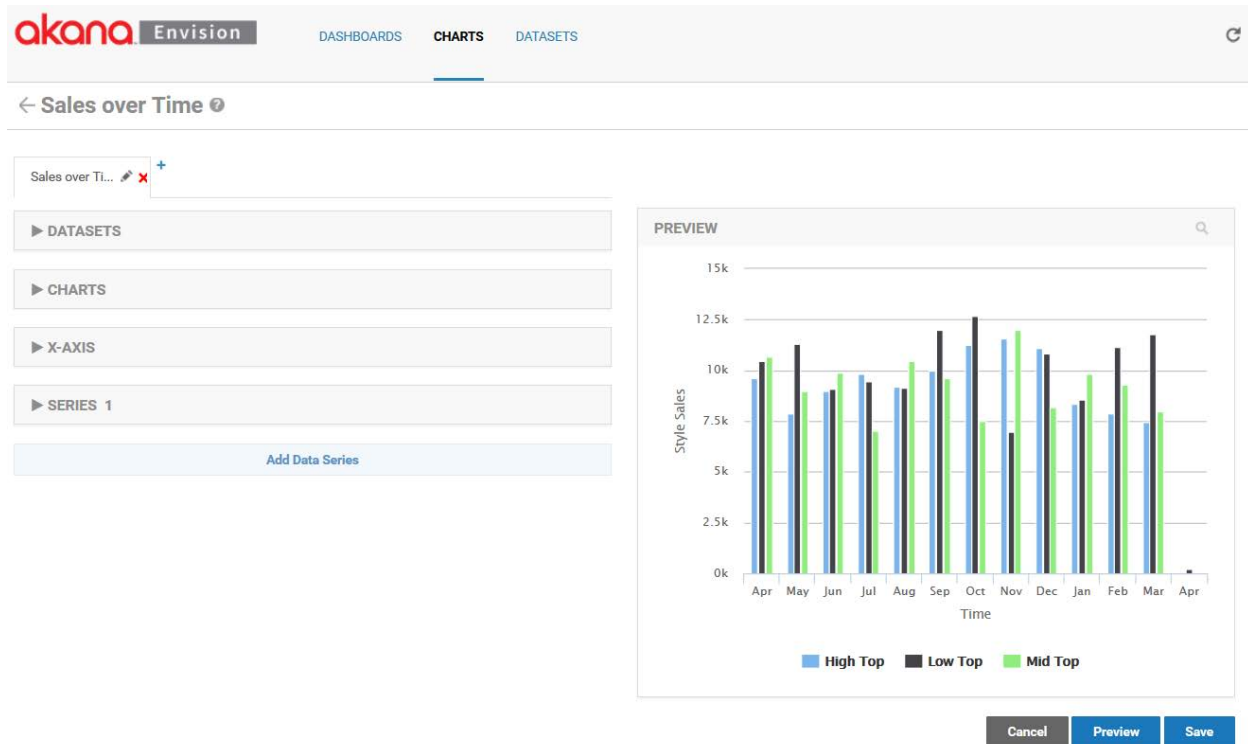 akana Envision DASHBOARDS CHARTS DATASETS
Sales over Time
Sales over Ti...
+
DATASETS
CHARTS
X-AXIS
SERIES 1
Add Data Series
PREVIEW
15k
12.5k
10k
7.5k
5k
2.5k
0k
Style Sales
Apr May Jun Jul Aug Sep Oct Nov Dec Jan Feb Mar Apr
Time
High Top Low Top Mid Top
Cancel Preview Save